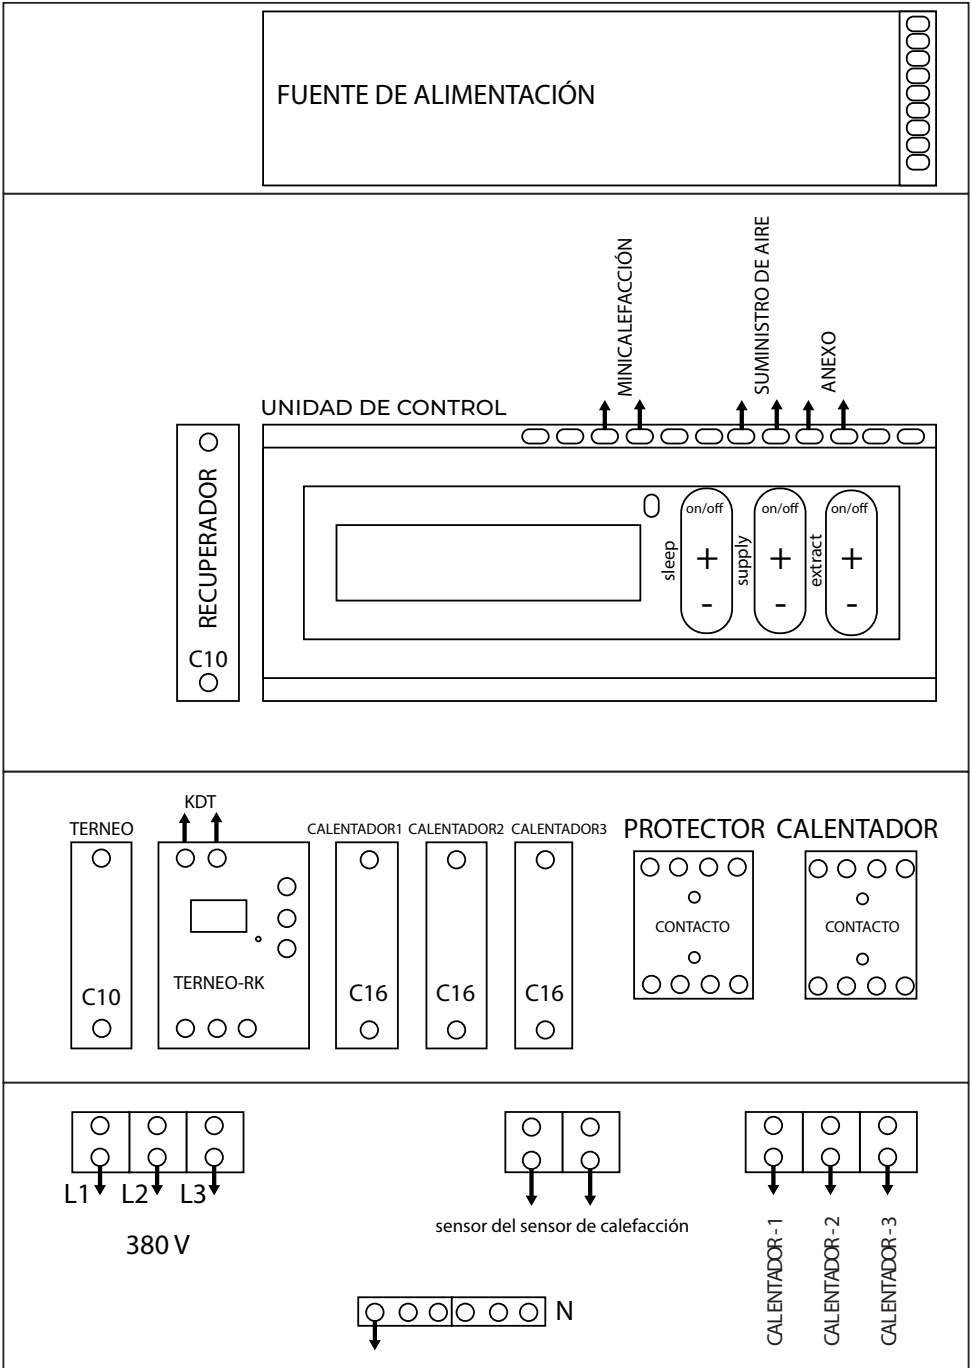 FUENTE DE ALIMENTACIÓN
MINICALEFACCIÓN
SUMINISTRO DE AIRE
ANEXO
UNIDAD DE CONTROL
RECUPERADOR
C10
sleep
on/off
+
-
supply
on/off
+
-
extract
on/off
+
-
KDT
TERNEO
C10
TERNEO-RK
CALENTADOR1
C16
CALENTADOR2
C16
CALENTADOR3
C16
PROTECTOR
CONTACTO
CALENTADOR
CONTACTO
L1
L2
L3
380 V
sensor del sensor de calefacción
CALENTADOR - 1
CALENTADOR - 2
CALENTADOR - 3
N